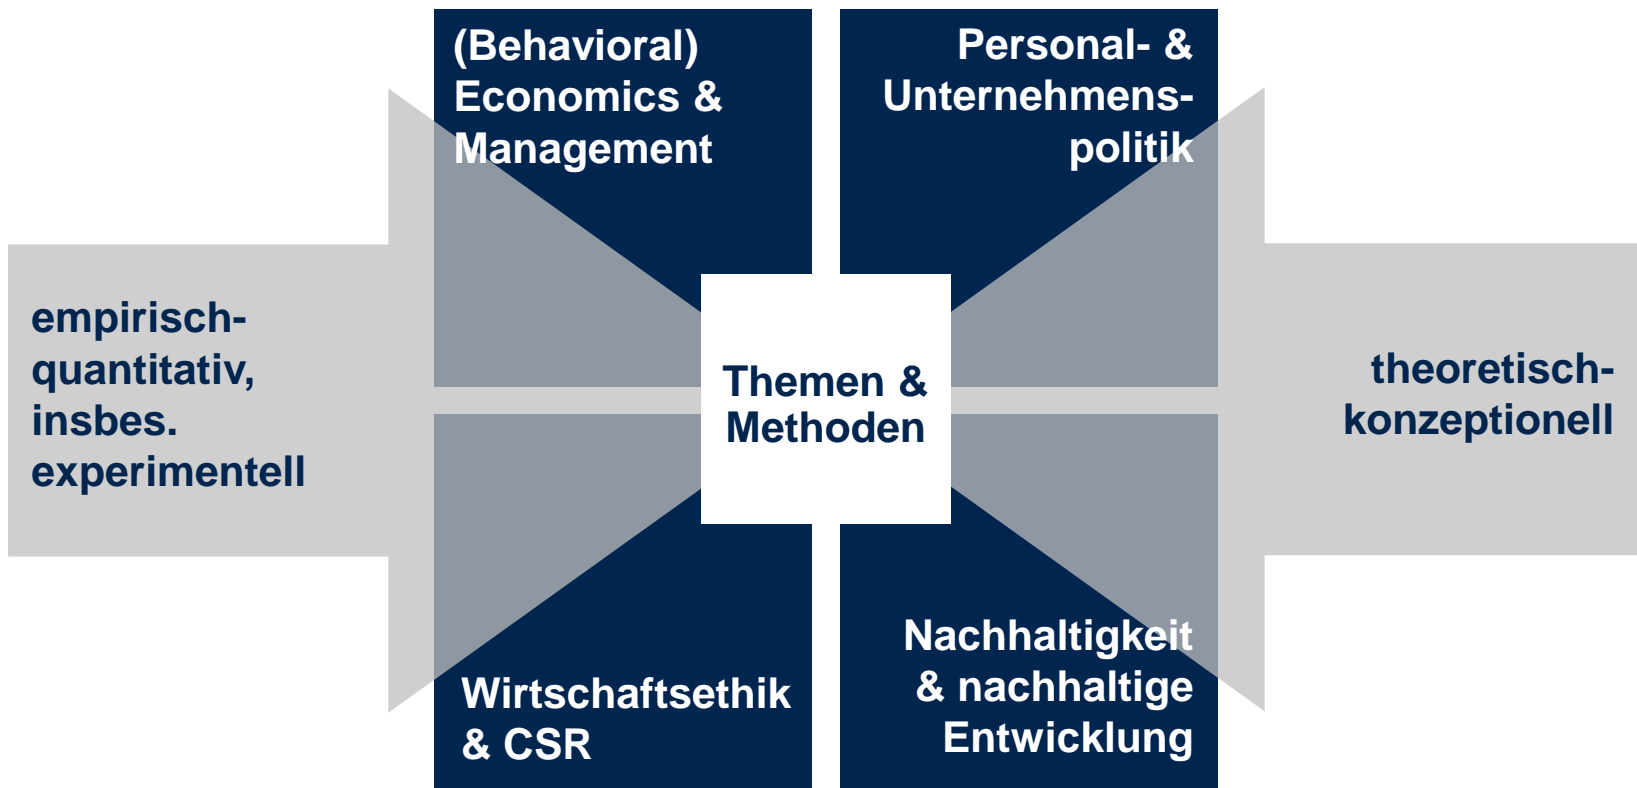 (Behavioral)
Economics &
Management
Personal- &
Unternehmens-
politik
empirisch-
quantitativ,
insbes.
experimentell
Themen &
Methoden
theoretisch-
konzeptionell
Wirtschaftsethik
& CSR
Nachhaltigkeit
& nachhaltige
Entwicklung